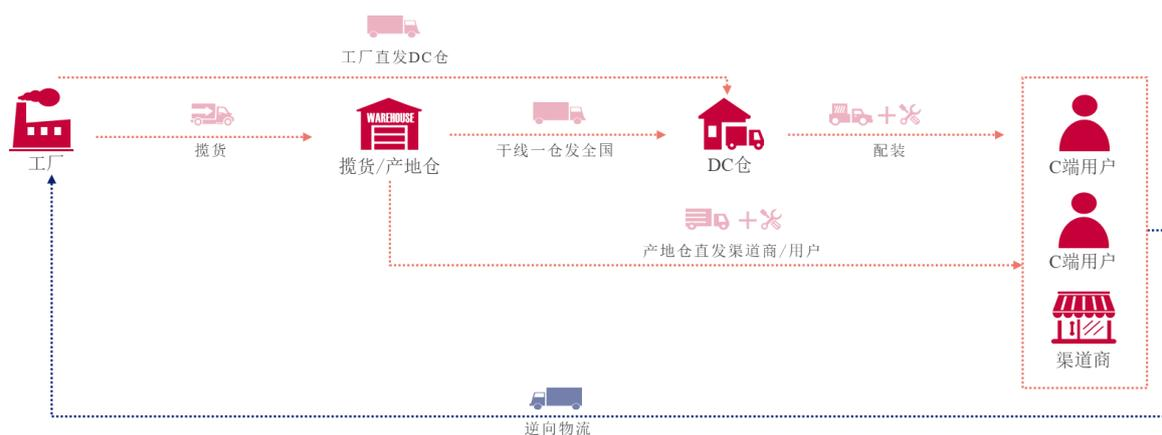 工厂直发DC仓
工厂
揽货
WAREHOUSE
揽货/产地仓
干线一仓发全国
DC仓
配装
C端用户
产地仓直发渠道商/用户
C端用户
渠道商
逆向物流